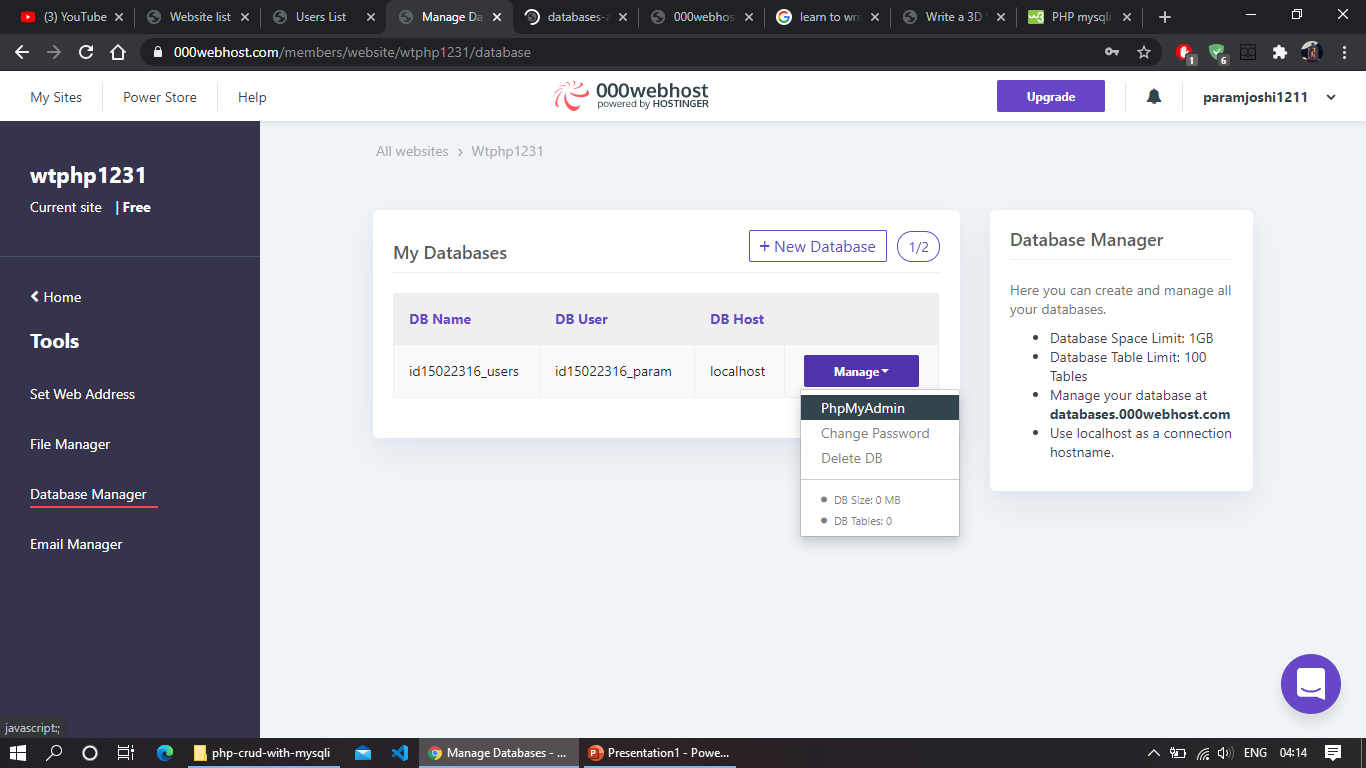 (3) YouTube
Website list
Users List
Manage Da
databases-a
000webhos
learn to wri
Write a 3D
PHP mysqli
000webhost.com/members/website/wtphp1231/database
1
6
My Sites
Power Store
Help
000webhost
powered by HOSTINGER
Upgrade
paramjoshi1211
wtphp1231
Current site | Free
Home
Tools
Set Web Address
File Manager
Database Manager
Email Manager
All websites › Wtphp1231
My Databases
+ New Database
1/2
DB Name DB User DB Host
id15022316_users id15022316_param localhost Manage
PhpMyAdmin
Change Password
Delete DB
DB Size: 0 MB
DB Tables: 0
Database Manager
Here you can create and manage all
your databases.
Database Space Limit: 1GB
Database Table Limit: 100
Tables
Manage your database at
databases.000webhost.com
Use localhost as a connection
hostname.
javascript:;
php-crud-with-mysqli
Manage Databases - ...
Presentation1 - Powe...
ENG
04:14